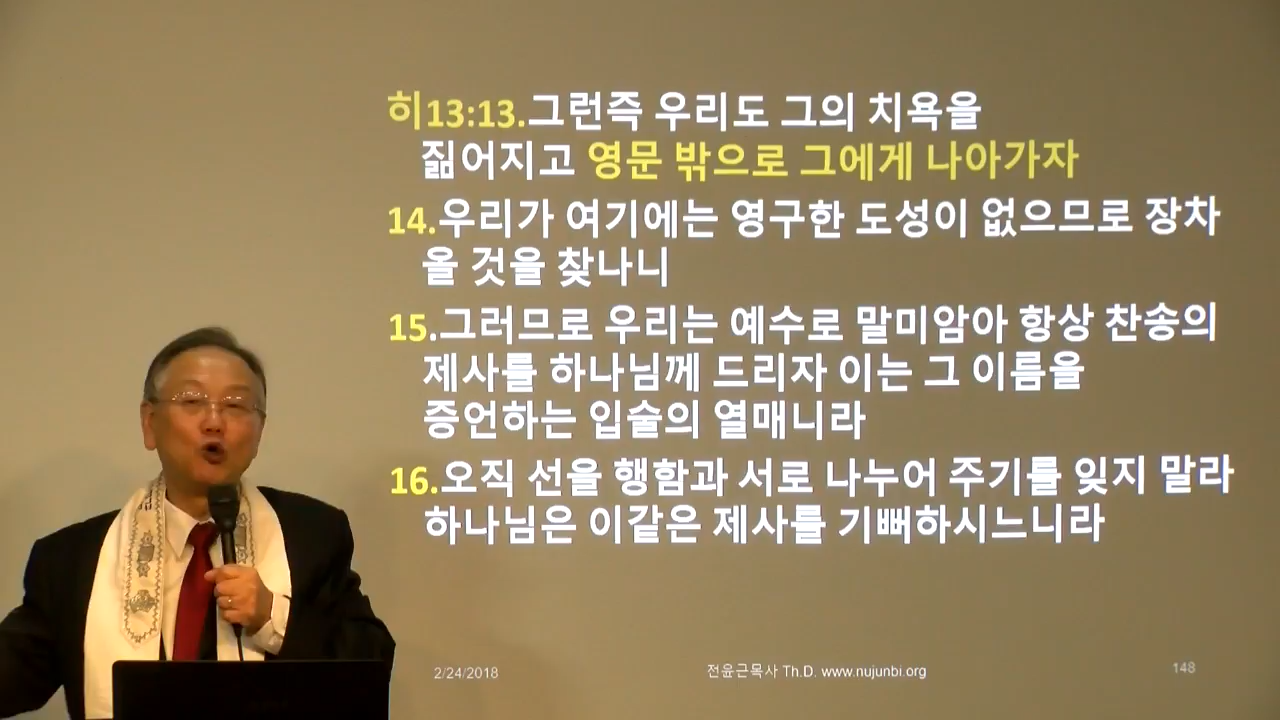 히13:13.그런즉 우리도 그의 치욕을
짊어지고 영문 밖으로 그에게 나아가자
14.우리가 여기에는 영구한 도성이 없으므로 장차
올 것을 찾나니
15.그러므로 우리는 예수로 말미암아 항상 찬송의
제사를 하나님께 드리자 이는 그 이름을
증언하는 입술의 열매니라
16.오직 선을 행함과 서로 나누어 주기를 잊지 말라
하나님은 이같은 제사를 기뻐하시느니라
2/24/2018
전윤근목사 Th.D. www.nujunbi.org
148